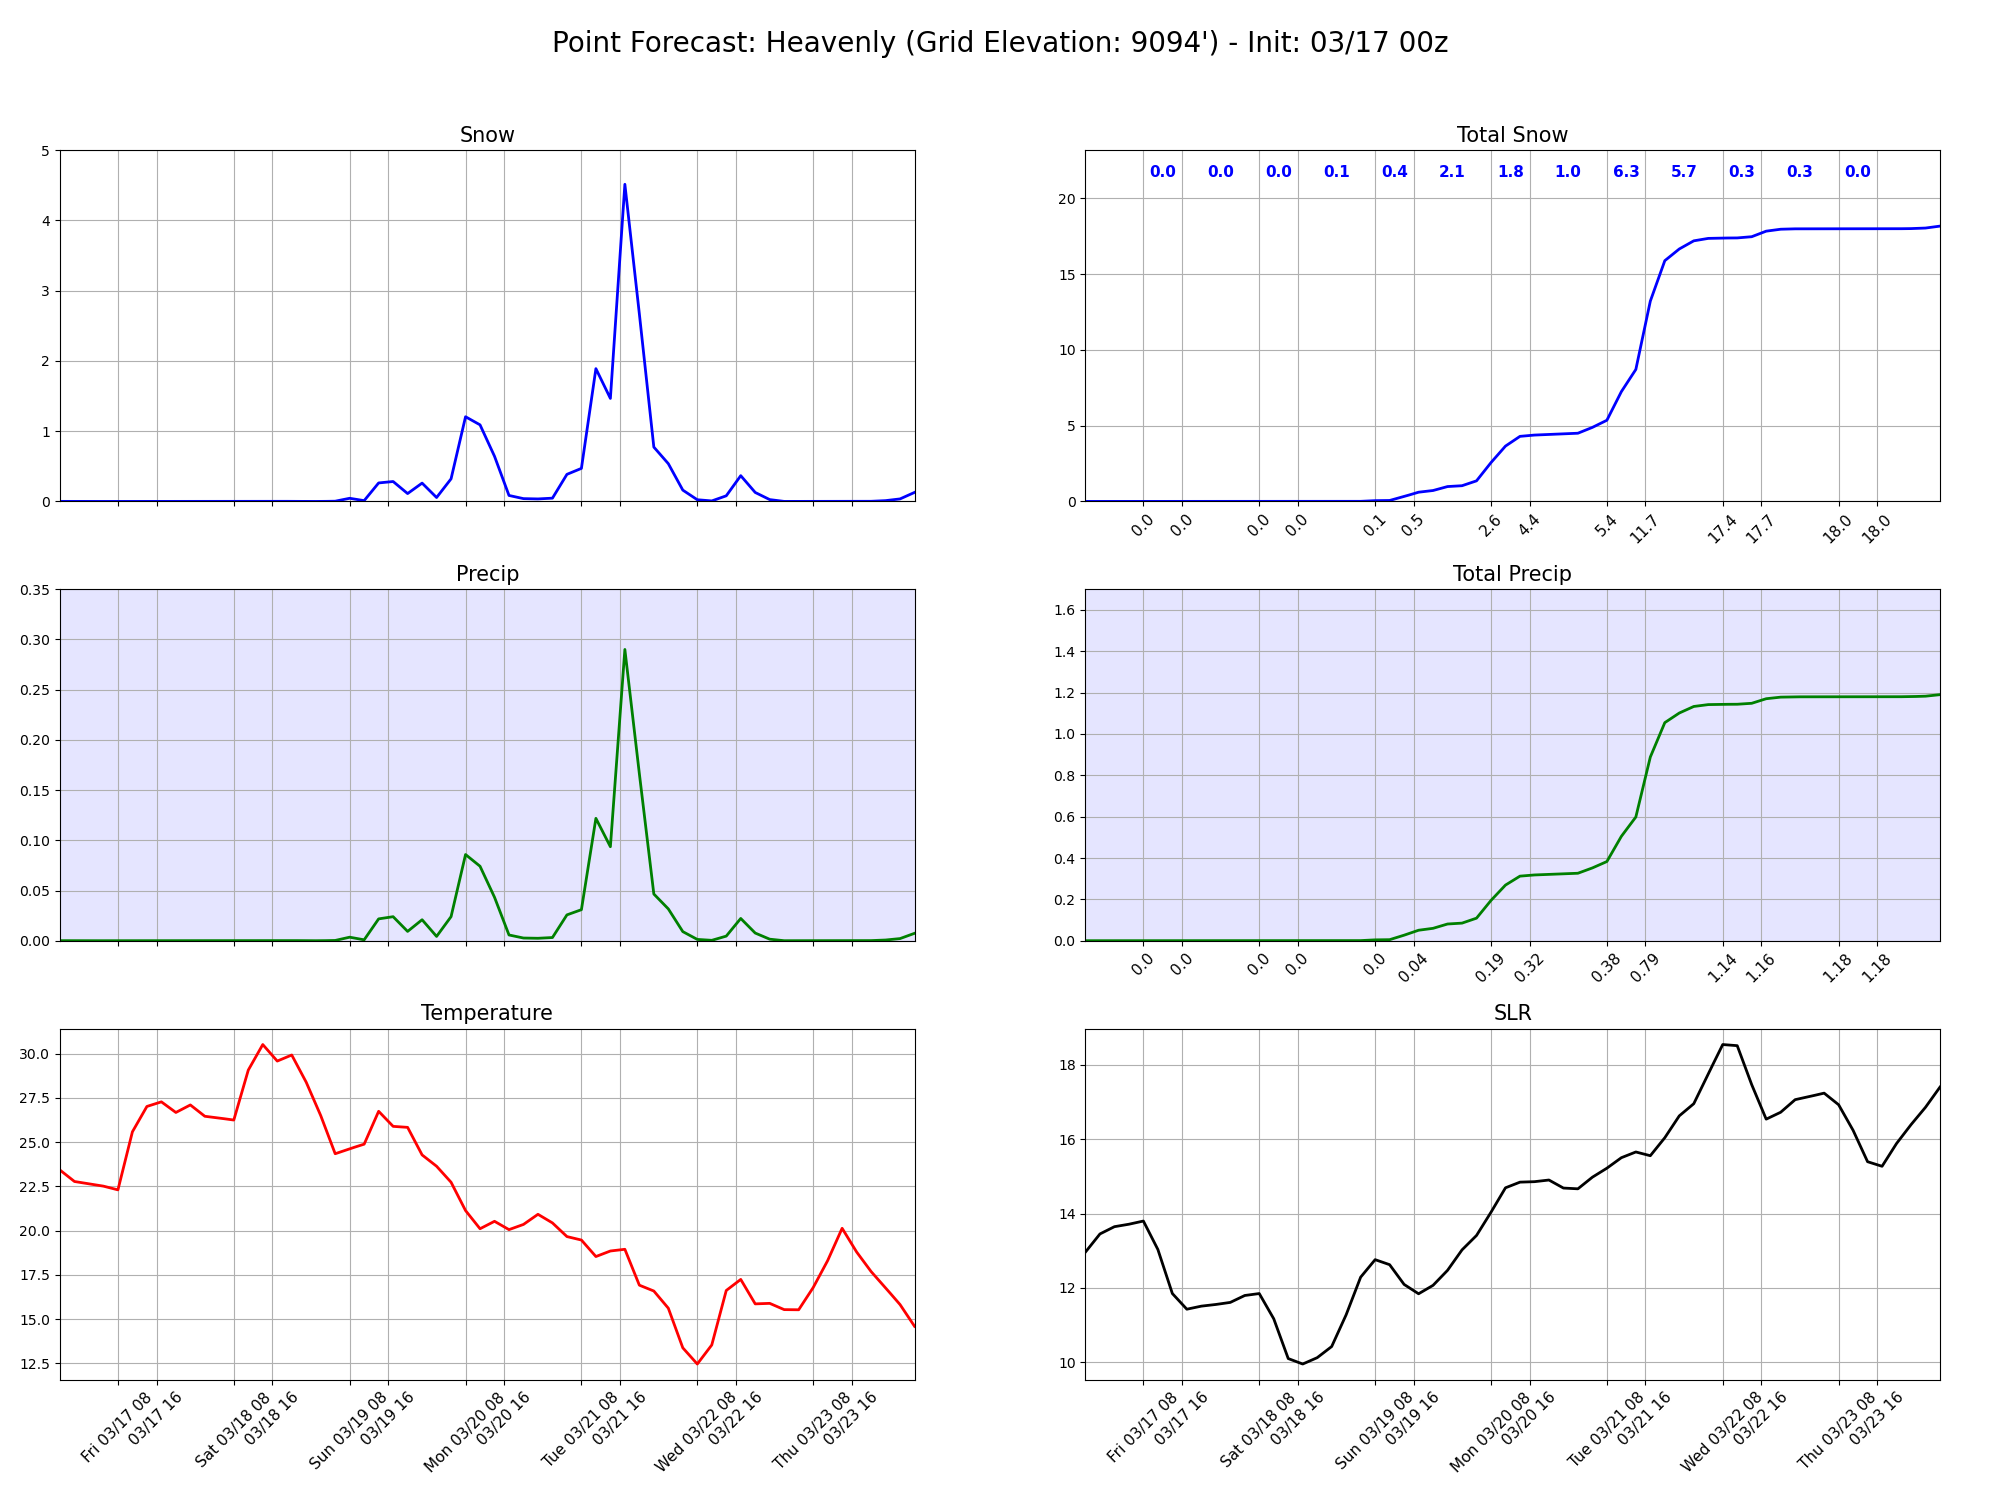 Point Forecast: Heavenly (Grid Elevation: 9094') - Init: 03/17 00z
Snow
5
4
3
2
1
0
Total Snow
0.0 0.0 0.0 0.1 0.4 2.1 1.8 1.0 6.3 5.7 0.3 0.3 0.0
20
15
10
5
0
0.0 0.0 0.0 0.0 0.1 0.5 2.6 4.4 5.4 11.7 17.4 17.7 18.0 18.0
Precip
0.35
0.30
0.25
0.20
0.15
0.10
0.05
0.00
Total Precip
1.6
1.4
1.2
1.0
0.8
0.6
0.4
0.2
0.0
0.0 0.0 0.0 0.0 0.0 0.04 0.19 0.32 0.38 0.79 1.14 1.16 1.18 1.18
Temperature
30.0
27.5
25.0
22.5
20.0
17.5
15.0
12.5
Fri 03/17 08
03/17 16
Sat 03/18 08
03/18 16
Sun 03/19 08
03/19 16
Mon 03/20 08
03/20 16
Tue 03/21 08
03/21 16
Wed 03/22 08
03/22 16
Thu 03/23 08
03/23 16
SLR
18
16
14
12
10
Fri 03/17 08
03/17 16
Sat 03/18 08
03/18 16
Sun 03/19 08
03/19 16
Mon 03/20 08
03/20 16
Tue 03/21 08
03/21 16
Wed 03/22 08
03/22 16
Thu 03/23 08
03/23 16